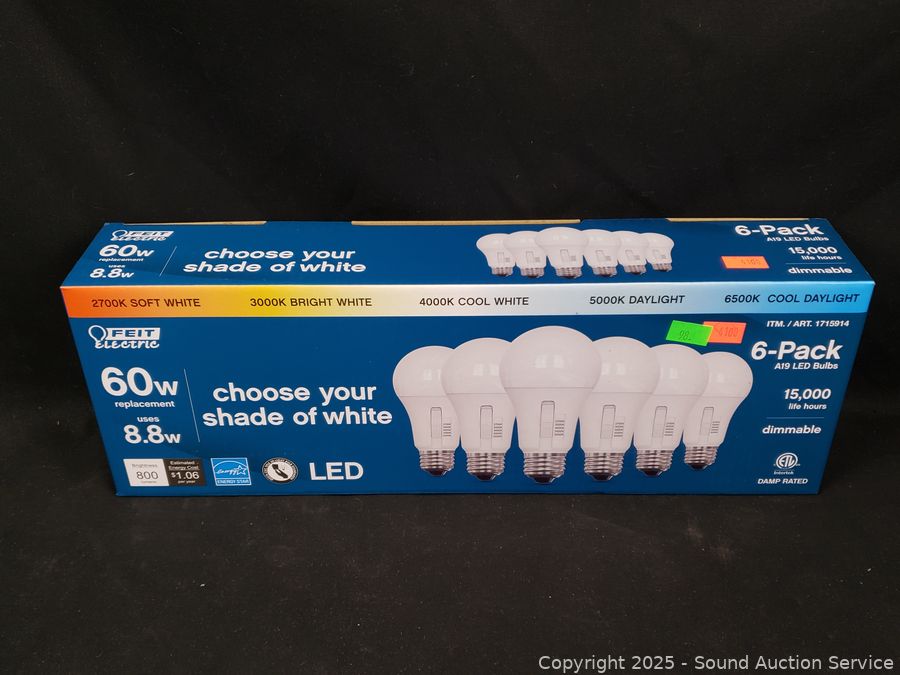 FEIT
electric
60w
replacement
uses
8.8w
choose your
shade of white
6-Pack
A19 LED Bulbs
15,000
life hours
dimmable
2700K SOFT WHITE
3000K BRIGHT WHITE
4000K COOL WHITE
5000K DAYLIGHT
6500K COOL DAYLIGHT
FEIT
electric
60w
replacement
uses
8.8w
choose your
shade of white
ITM. / ART. 1715914
6-Pack
A19 LED Bulbs
15,000
life hours
dimmable
Brightness
800
lumens
Estimated
Energy Cost
$1.06
per year
energy
ENERGY STAR
LED
ETL
Intertek
DAMP RATED
Copyright © 2025 - Sound Auction Service